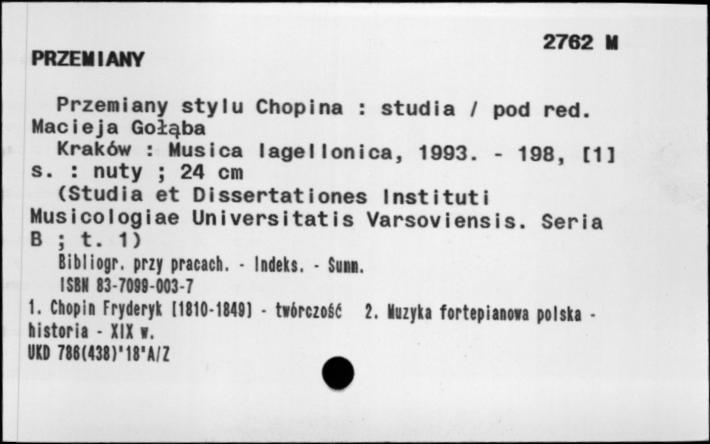 2762 M
PRZEMIANY
Przemiany stylu Chopina : studia / pod red.
Macieja Gołąba
Kraków : Musica Iagellonica, 1993. - 198, [1]
s. : nuty ; 24 cm
(Studia et Dissertationes Instituti
Musicologiae Universitatis Varsoviensis. Seria
B ; t. 1)
Bibliogr. przy pracach. - Indeks. - Summ.
ISBN 83-7099-003-7
1. Chopin Fryderyk [1810-1849] - twórczość 2. Muzyka fortepianowa polska -
historia - XIX w.
UKD 786(438)"18"A/Z